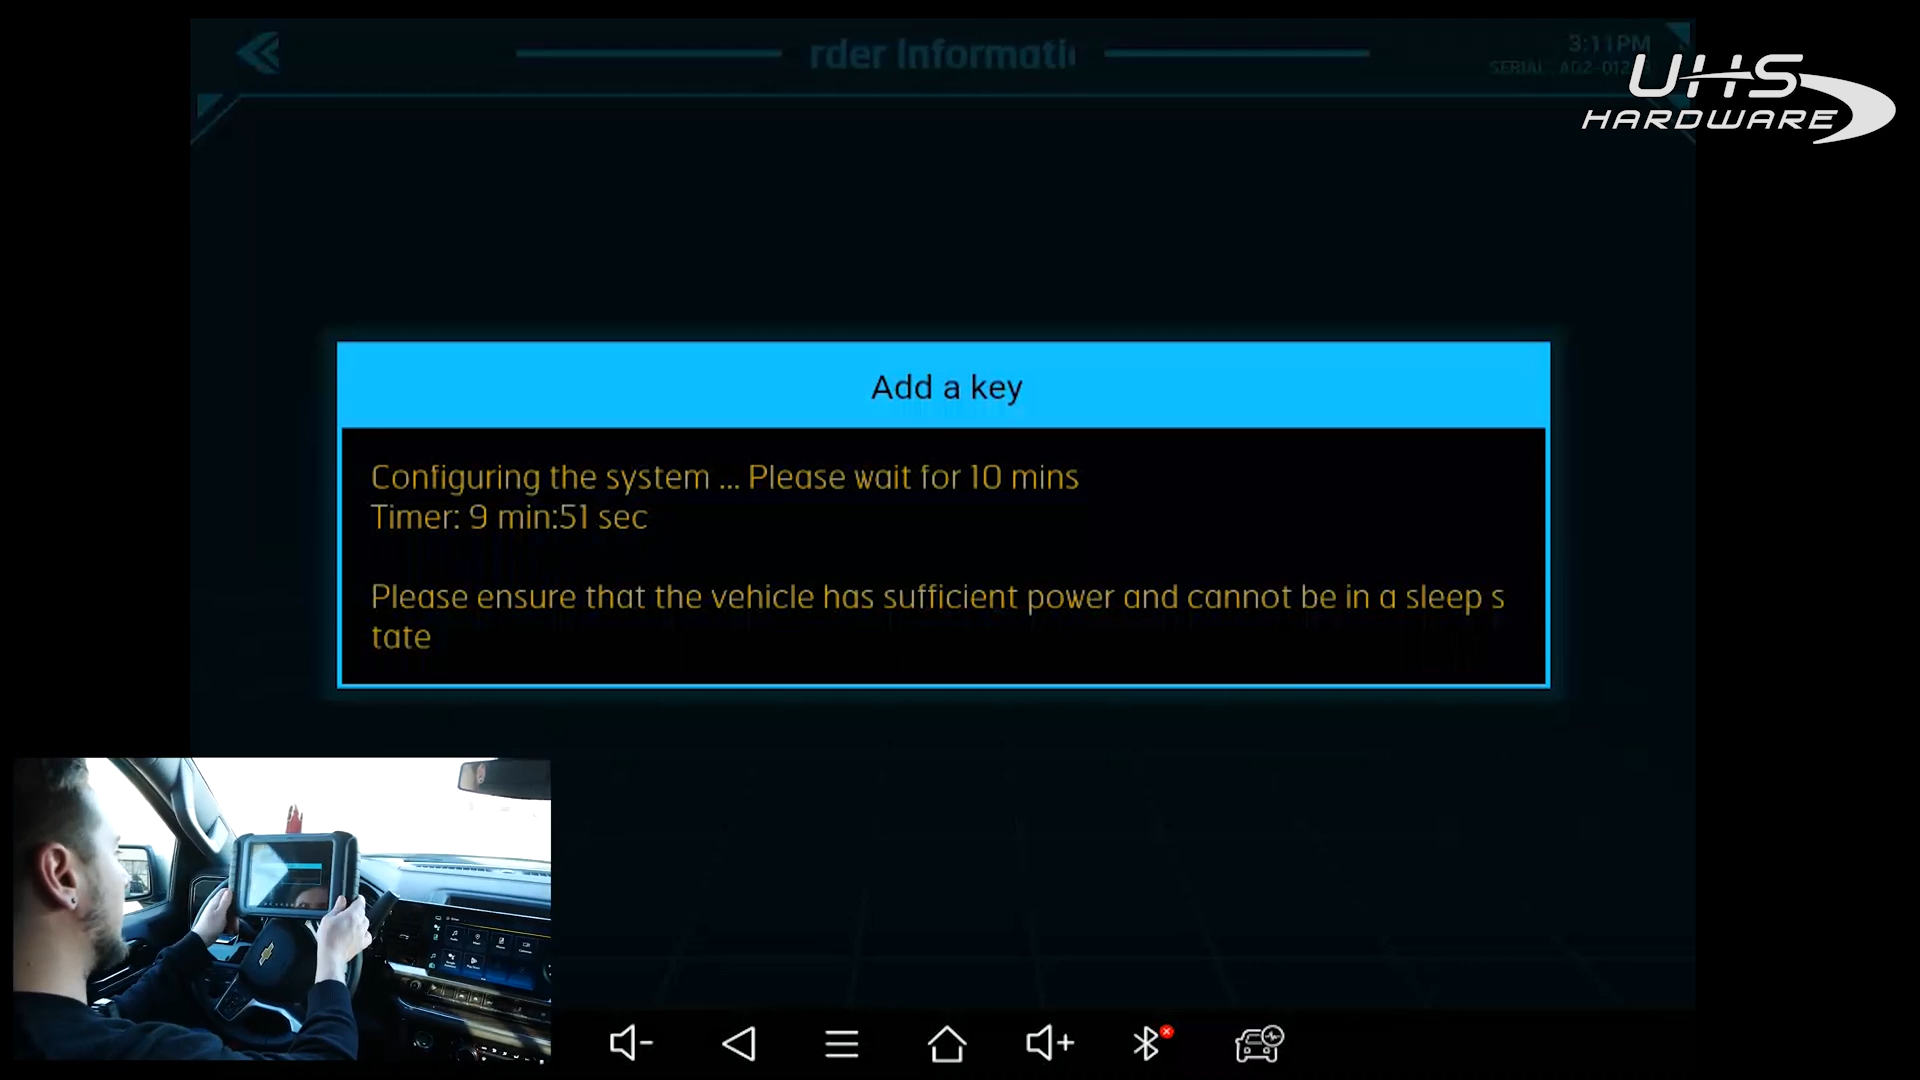 rder Informati
3:11PM
UHS
HARDWARE
Add a key
Configuring the system ... Please wait for 10 mins
Timer: 9 min:51 sec
Please ensure that the vehicle has sufficient power and cannot be in a sleep s
tate